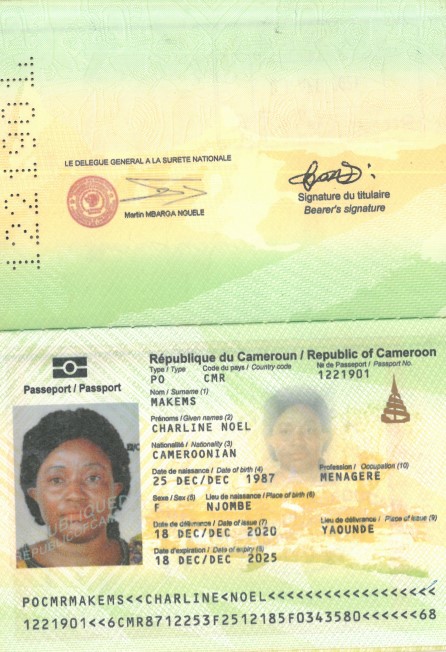 1221901
LE DELEGUE GENERAL A LA SURETE NATIONALE
Martin MBARGA NGUELE
Signature du titulaire
Bearer's signature
République du Cameroun / Republic of Cameroon
Type / Type Code du pays / Country code № de Passeport / Passport No.
PO CMR 1221901
Passeport / Passport
Nom / Surname (1)
MAKEMS
Prénoms / Given names (2)
CHARLINE NOEL
Nationalité / Nationality (3)
CAMEROONIAN
Date de naissance / Date of birth (4) Profession / Occupation (10)
25 DEC/DEC 1987 MENAGERE
Sexe / Sex (5) Lieu de naissance / Place of birth (6)
F NJOMBE
Date de délivrance / Date of issue (7) Lieu de délivrance / Place of issue (9)
18 DEC/DEC 2020 YAOUNDE
Date d'expiration / Date of expiry (8)
18 DEC/DEC 2025
POCMRMAKEMS<<CHARLINE<NOEL<<<<<<<<<<<<<<<<<<
1221901<<6CMR8712253F2512185F0343580<<<<<<68